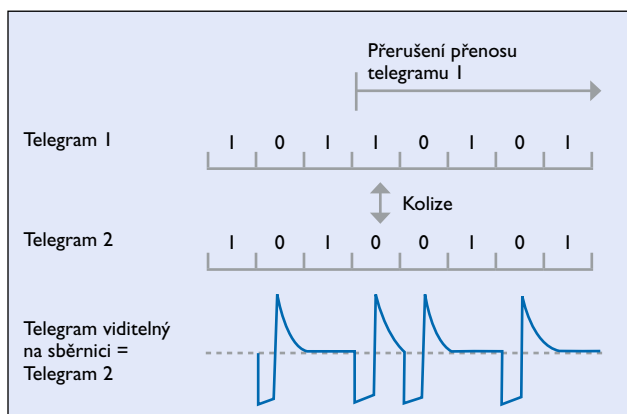 Přerušení přenosu
telegramu 1
Telegram 1
1 0 1 1 0 1 0 1
Kolize
Telegram 2
1 0 1 0 0 1 0 1
Telegram viditelný
na sběrnici =
Telegram 2